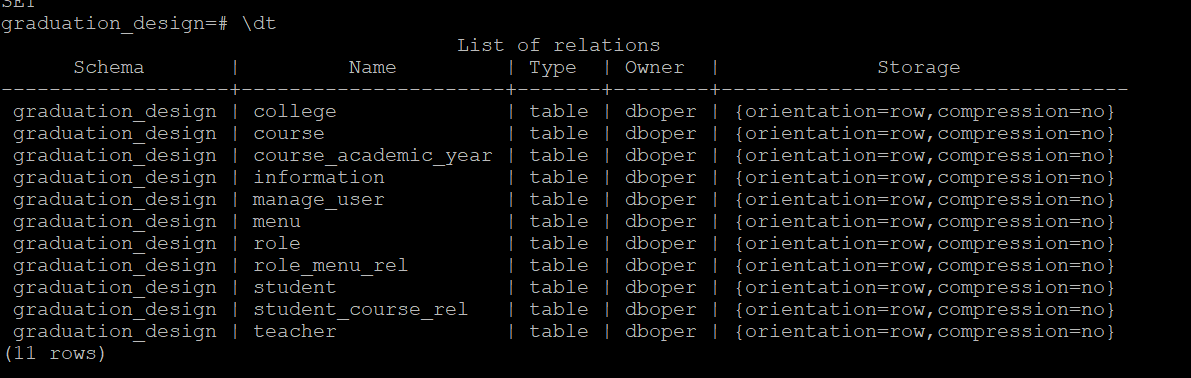 SET
graduation_design=# \dt
List of relations
Schema | Name | Type | Owner | Storage
-------------------+----------------------+-------+--------+----------------------------------
graduation_design | college | table | dboper | {orientation=row,compression=no}
graduation_design | course | table | dboper | {orientation=row,compression=no}
graduation_design | course_academic_year | table | dboper | {orientation=row,compression=no}
graduation_design | information | table | dboper | {orientation=row,compression=no}
graduation_design | manage_user | table | dboper | {orientation=row,compression=no}
graduation_design | menu | table | dboper | {orientation=row,compression=no}
graduation_design | role | table | dboper | {orientation=row,compression=no}
graduation_design | role_menu_rel | table | dboper | {orientation=row,compression=no}
graduation_design | student | table | dboper | {orientation=row,compression=no}
graduation_design | student_course_rel | table | dboper | {orientation=row,compression=no}
graduation_design | teacher | table | dboper | {orientation=row,compression=no}
(11 rows)